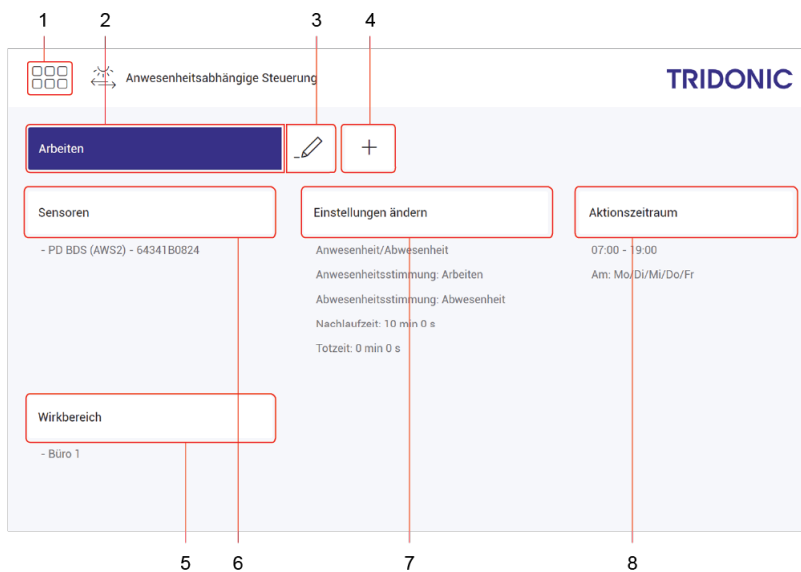 1 2 3 4
Anwesenheitsabhängige Steuerung
TRIDONIC
Arbeiten
Sensoren
- PD BDS (AWS2) - 64341B0824
Einstellungen ändern
Anwesenheit/Abwesenheit
Anwesenheitsstimmung: Arbeiten
Abwesenheitsstimmung: Abwesenheit
Nachlaufzeit: 10 min 0 s
Totzeit: 0 min 0 s
Aktionszeitraum
07:00 - 19:00
Am: Mo/Di/Mi/Do/Fr
Wirkbereich
- Büro 1
5 6 7 8